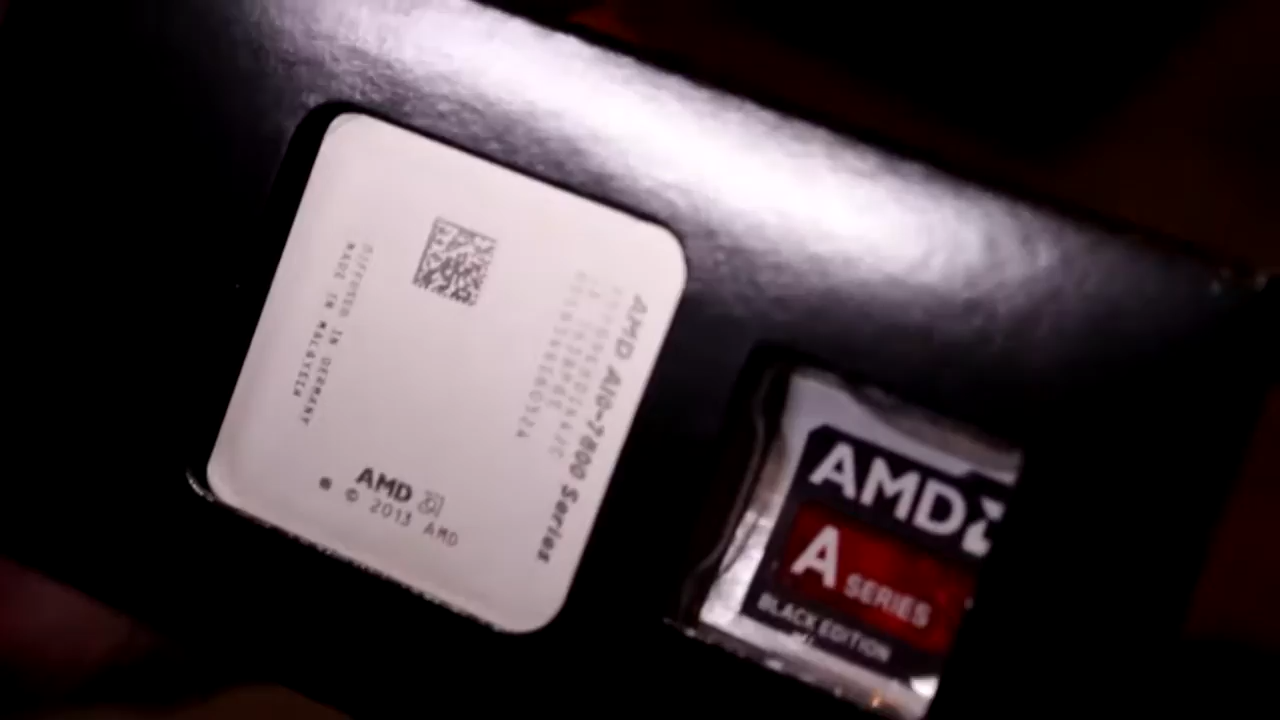 AMD A10-7800 Series
DIFFUSED IN GERMANY
MADE IN MALAYSIA
AMD
© 2013 AMD
AMD
A SERIES
BLACK EDITION